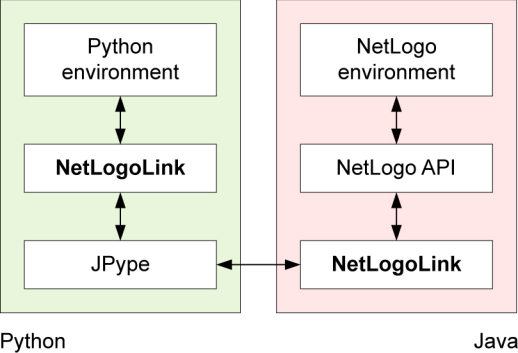 Python
environment
NetLogoLink
JPype
NetLogo
environment
NetLogo API
NetLogoLink
Python
Java